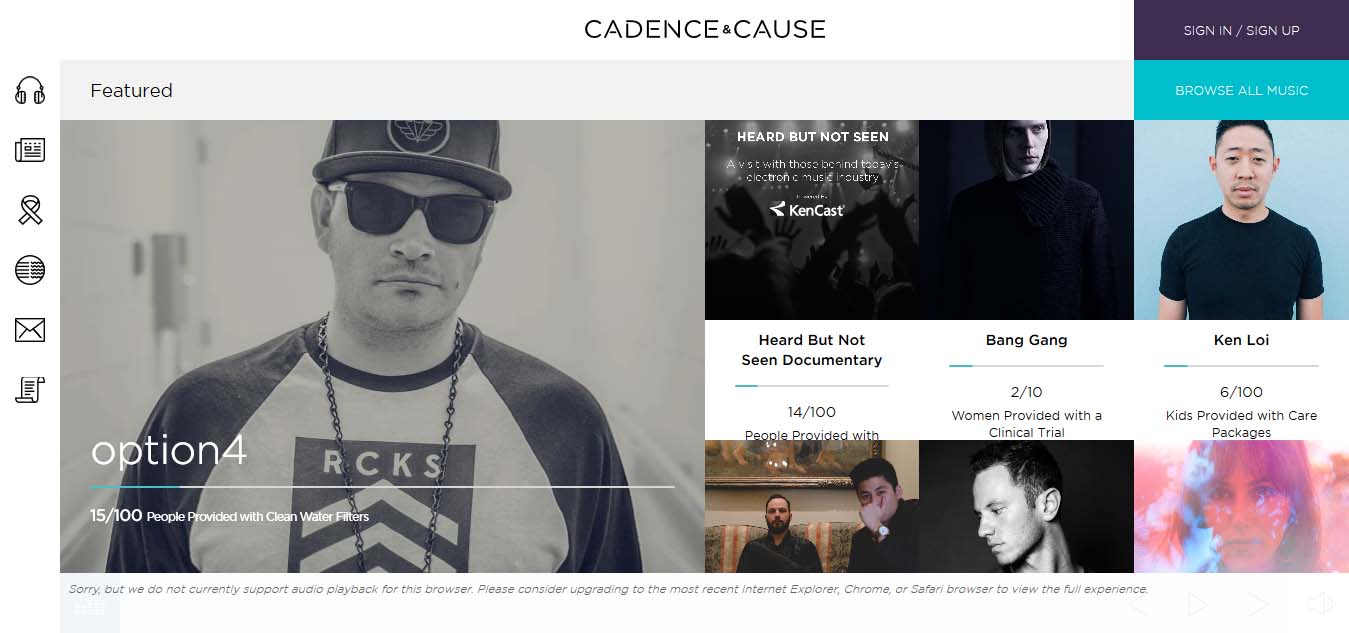 CADENCE&CAUSE
SIGN IN / SIGN UP
Featured
BROWSE ALL MUSIC
HEARD BUT NOT SEEN
A visit with those behind today's
electronic music industry
Powered By
KenCast
Heard But Not
Seen Documentary
14/100
People Provided with
Bang Gang
2/10
Women Provided with a
Clinical Trial
Ken Loi
6/100
Kids Provided with Care
Packages
RCKS
option4
15/100 People Provided with Clean Water Filters
Sorry, but we do not currently support audio playback for this browser. Please consider upgrading to the most recent Internet Explorer, Chrome, or Safari browser to view the full experience.